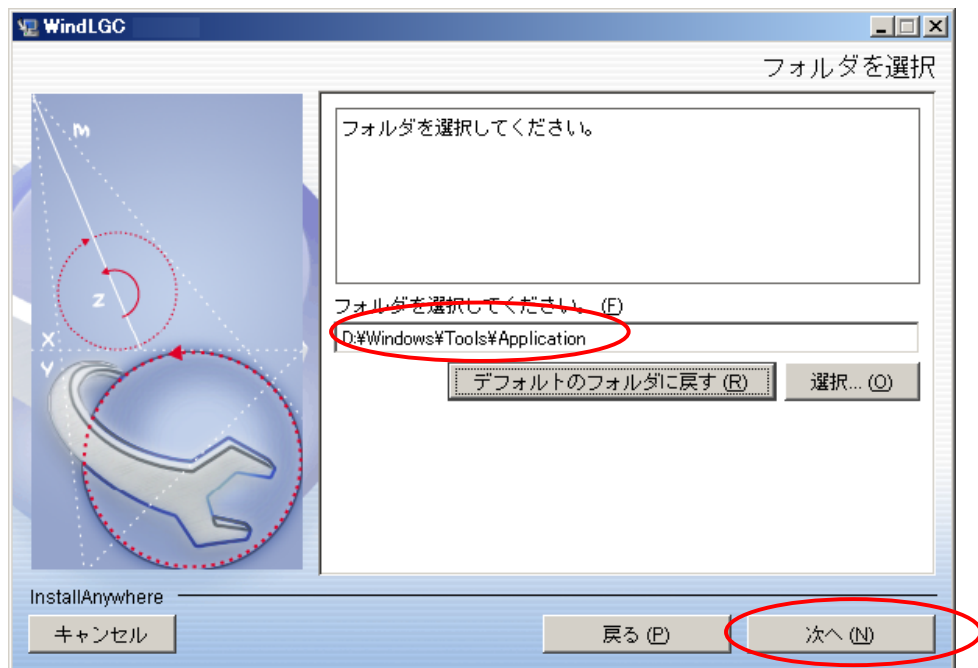 WindLGC
フォルダを選択
m
z
X
Y
フォルダを選択してください。
フォルダを選択してください。 (F)
D:¥Windows¥Tools¥Application
デフォルトのフォルダに戻す (R)
選択... (O)
InstallAnywhere
キャンセル
戻る (P)
次へ (N)